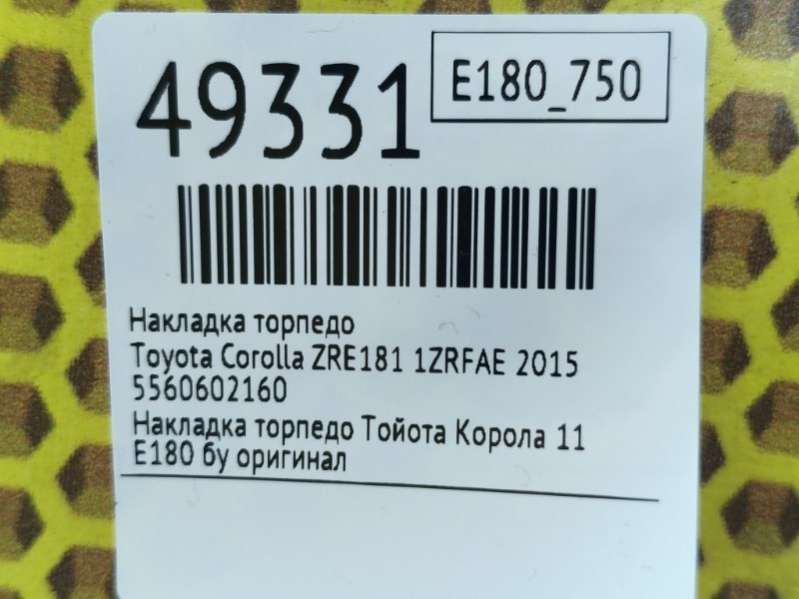 49331
E180_750
Накладка торпедо
Toyota Corolla ZRE181 1ZRFAE 2015
5560602160
Накладка торпедо Тойота Корола 11
E180 бу оригинал